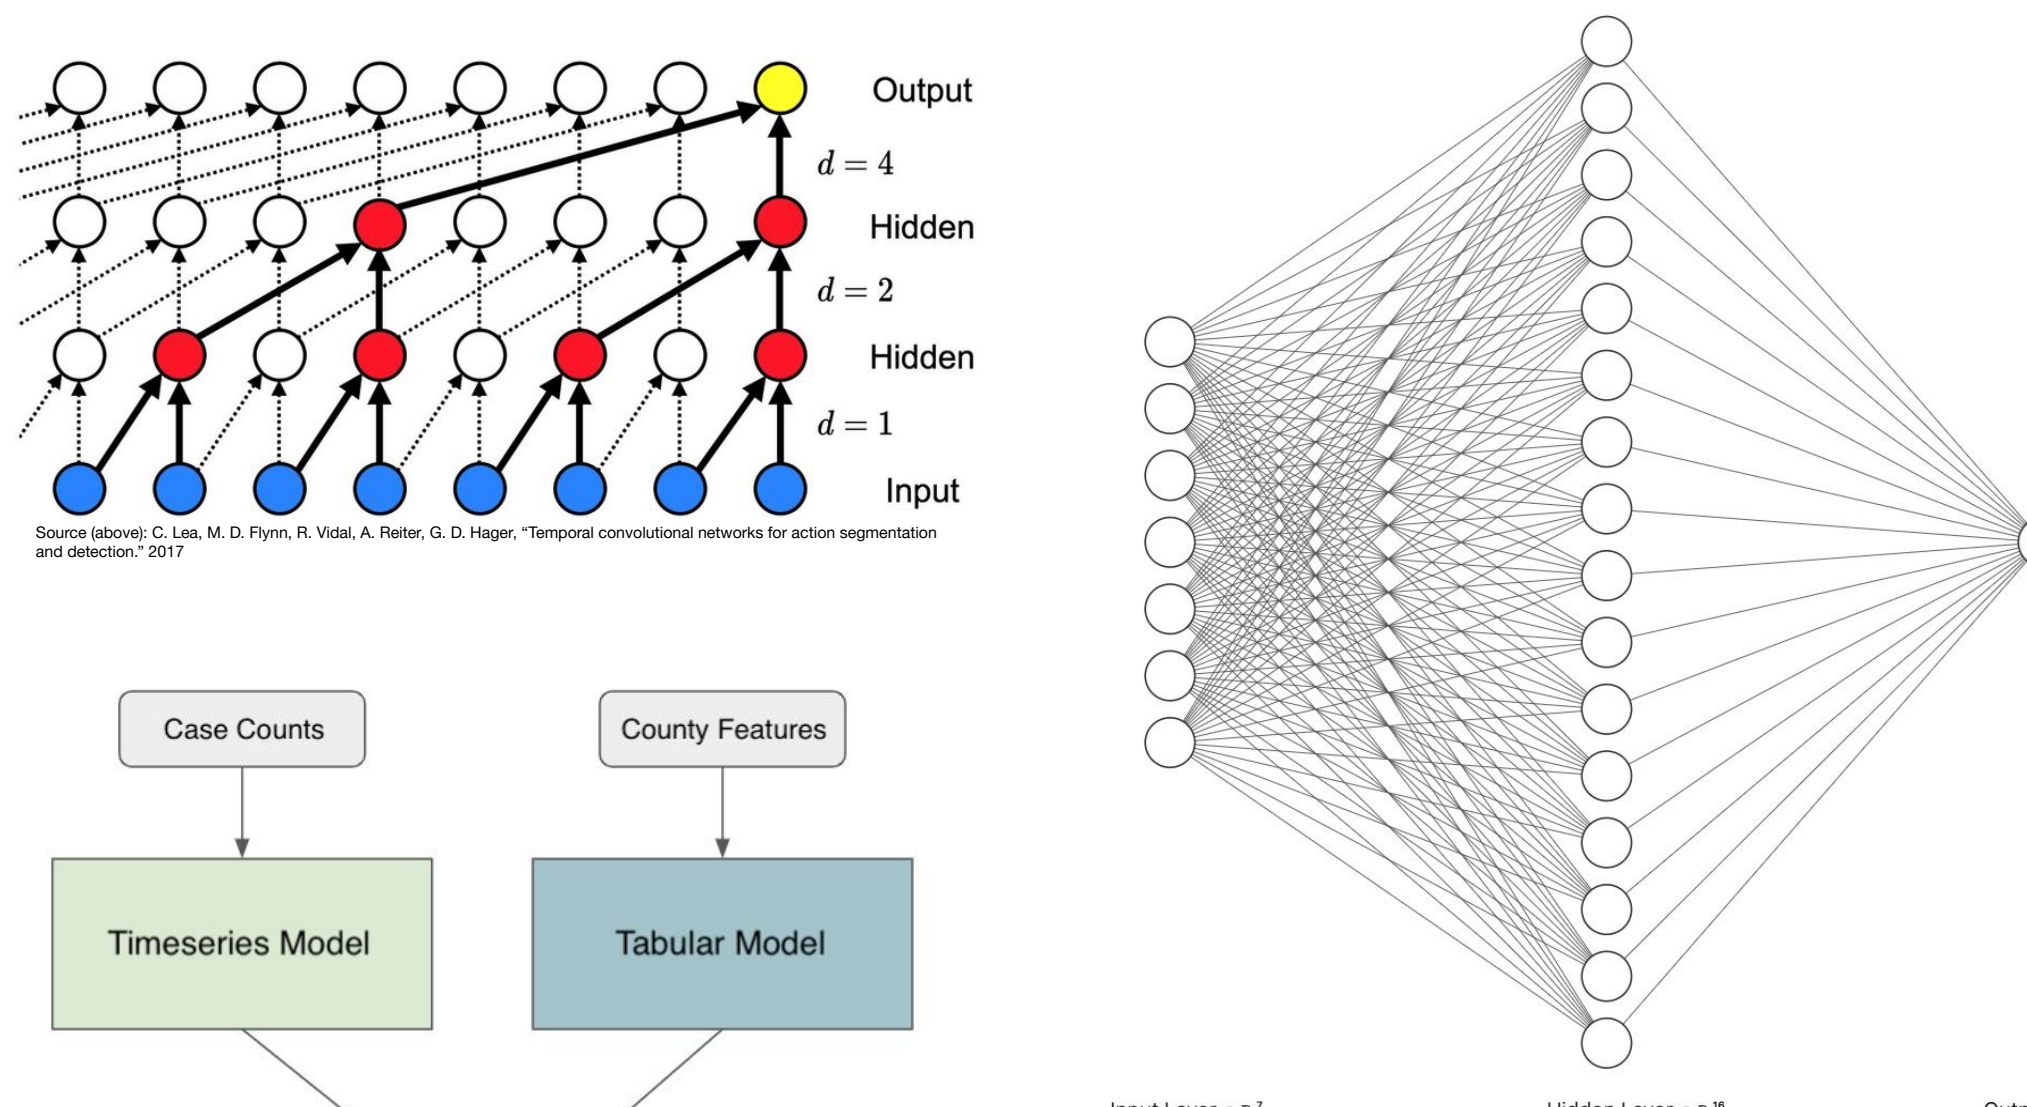 Output
d = 4
Hidden
d = 2
Hidden
d = 1
Input
Source (above): C. Lea, M. D. Flynn, R. Vidal, A. Reiter, G. D. Hager, “Temporal convolutional networks for action segmentation
and detection.” 2017
Case Counts
County Features
Timeseries Model
Tabular Model